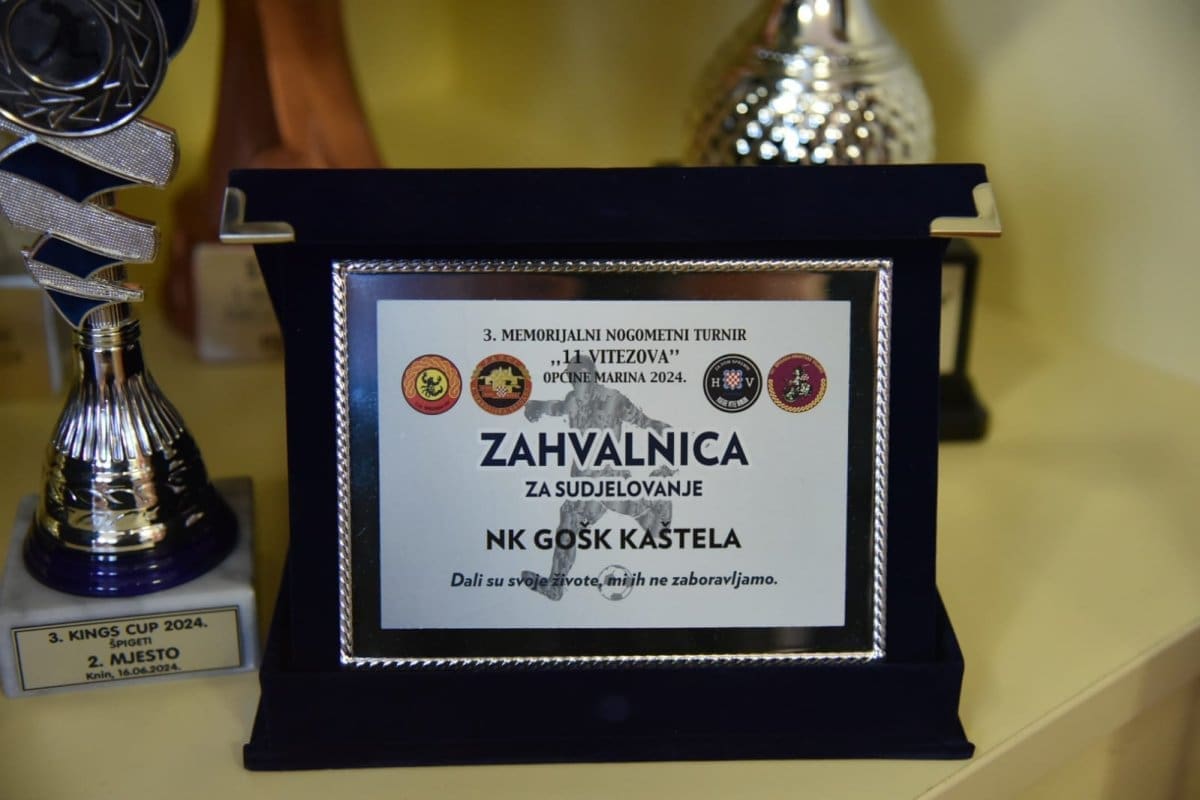 3. MEMORIJALNI NOGOMETNI TURNIR
,,11 VITEZOVA’’
OPĆINE MARINA 2024.
H V
ZAHVALNICA
ZA SUDJELOVANJE
NK GOŠK KAŠTELA
Dali su svoje živote, mi ih ne zaboravljamo.
3. KINGS CUP 2024.
ŠPIGETI
2. MJESTO
Knin, 16.06.2024.